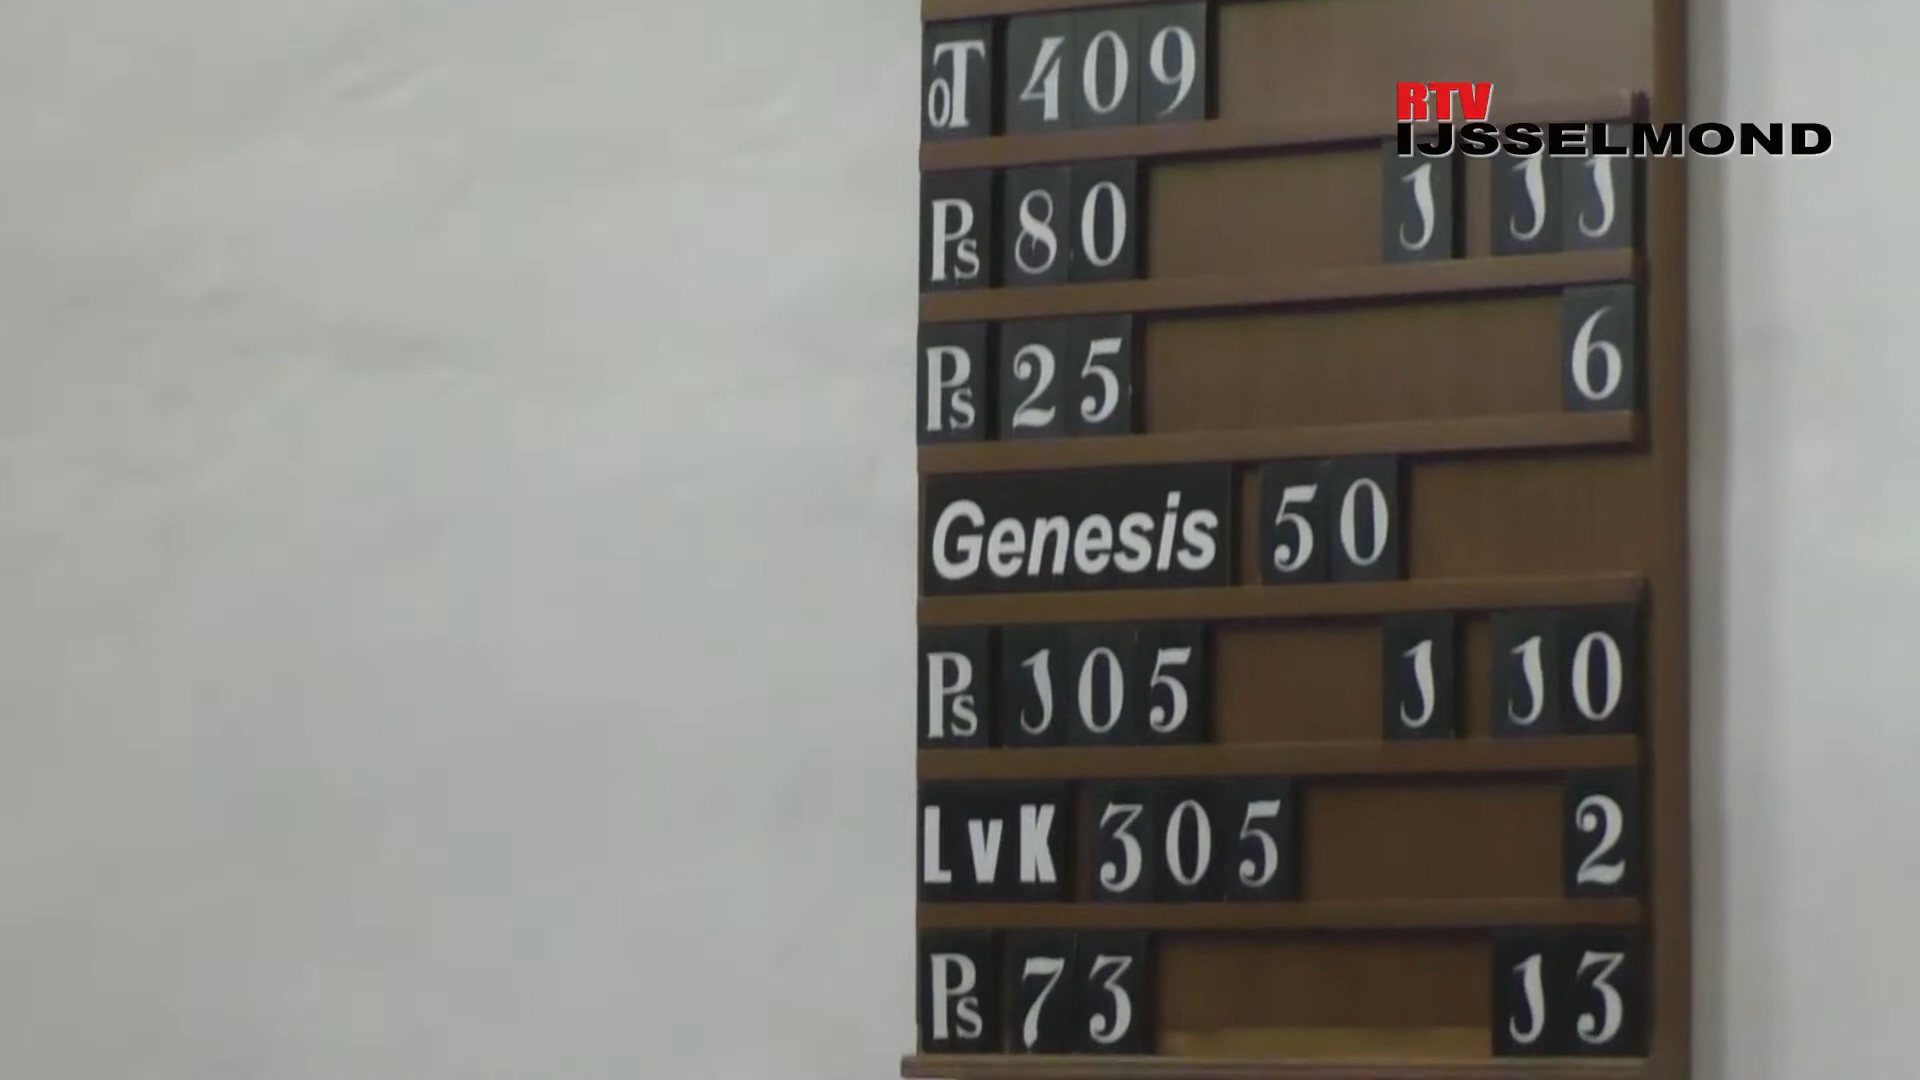 oT 409
RTV
IJSSELMOND
Ps 80 1 11
Ps 25 6
Genesis 50
Ps 105 1 10
LvK 305 2
Ps 73 13